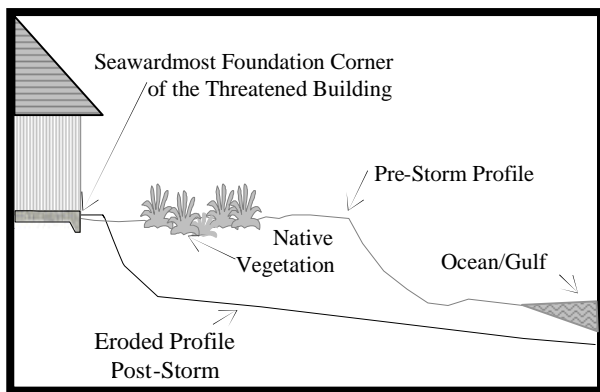 Seawardmost Foundation Corner
of the Threatened Building
Pre-Storm Profile
Native
Vegetation
Ocean/Gulf
Eroded Profile
Post-Storm